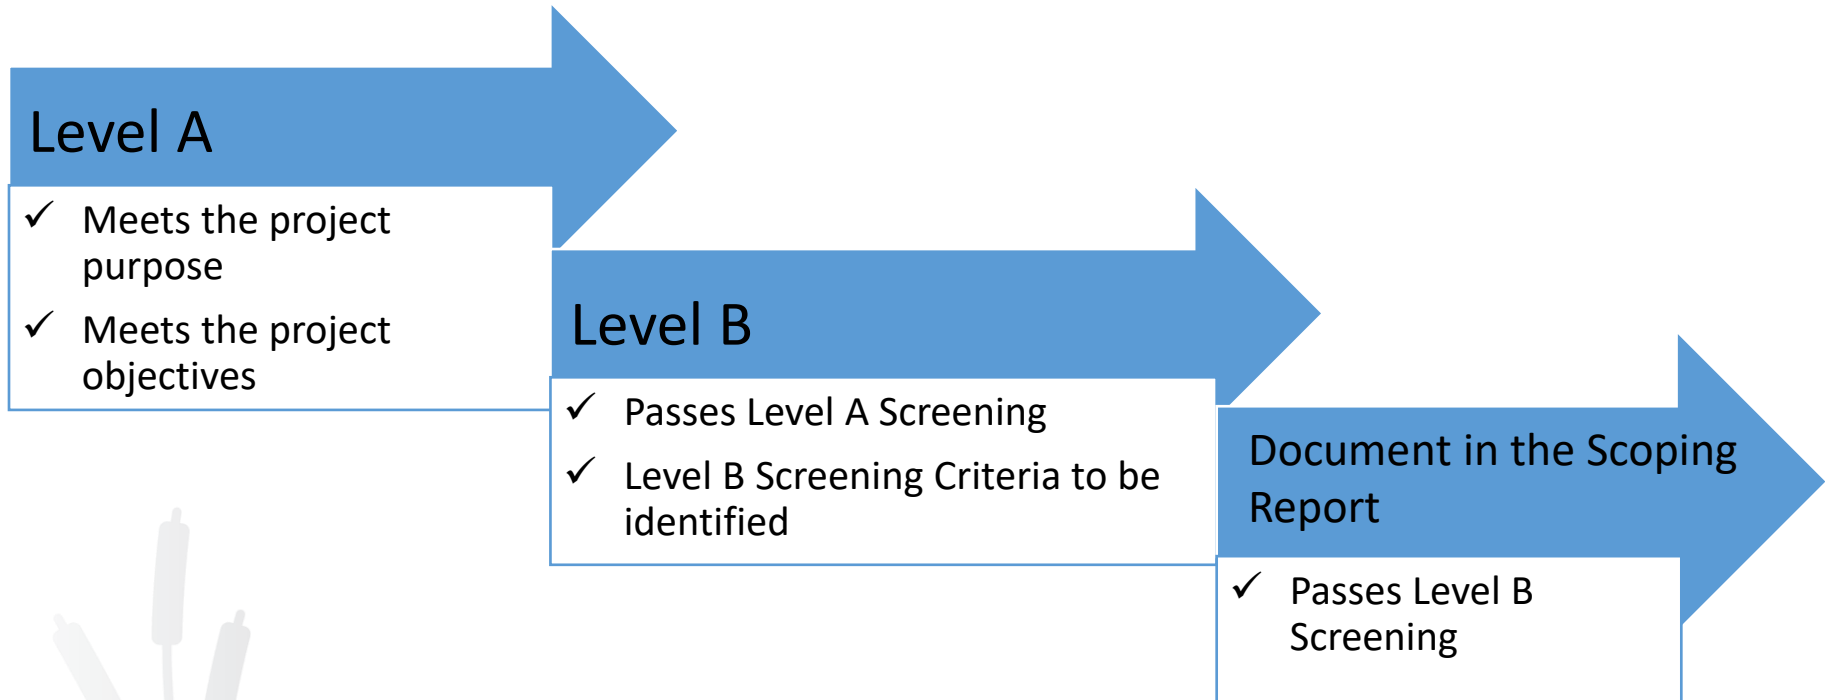 Level A
✓ Meets the project
purpose
✓ Meets the project
objectives
Level B
✓ Passes Level A Screening
✓ Level B Screening Criteria to be
identified
Document in the Scoping
Report
✓ Passes Level B
Screening